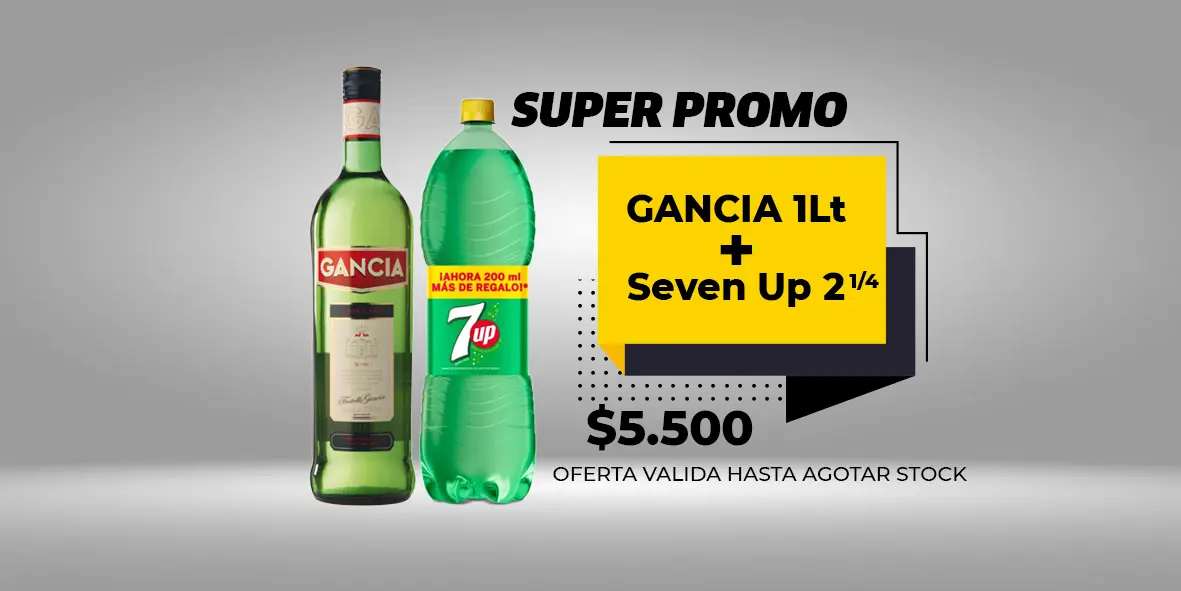 SUPER PROMO
GANCIA 1Lt
+
Seven Up 2 1/4
$5.500
OFERTA VALIDA HASTA AGOTAR STOCK
GANCIA
¡AHORA 200 ml
MÁS DE REGALO!*
7up